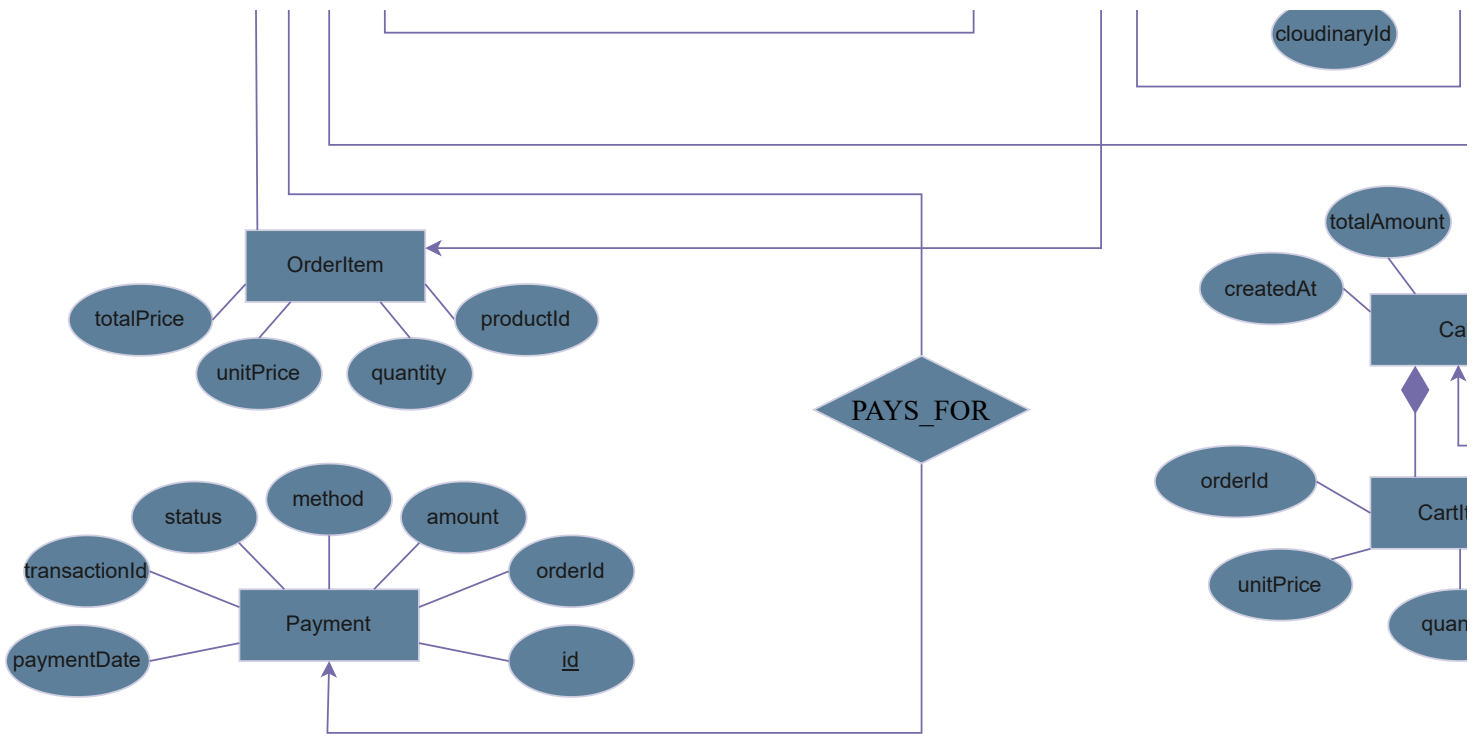 cloudinaryId
totalAmount
OrderItem
createdAt
totalPrice
productId
unitPrice
quantity
PAYS_FOR
orderId
method
status
amount
transactionId
orderId
unitPrice
Payment
paymentDate
id